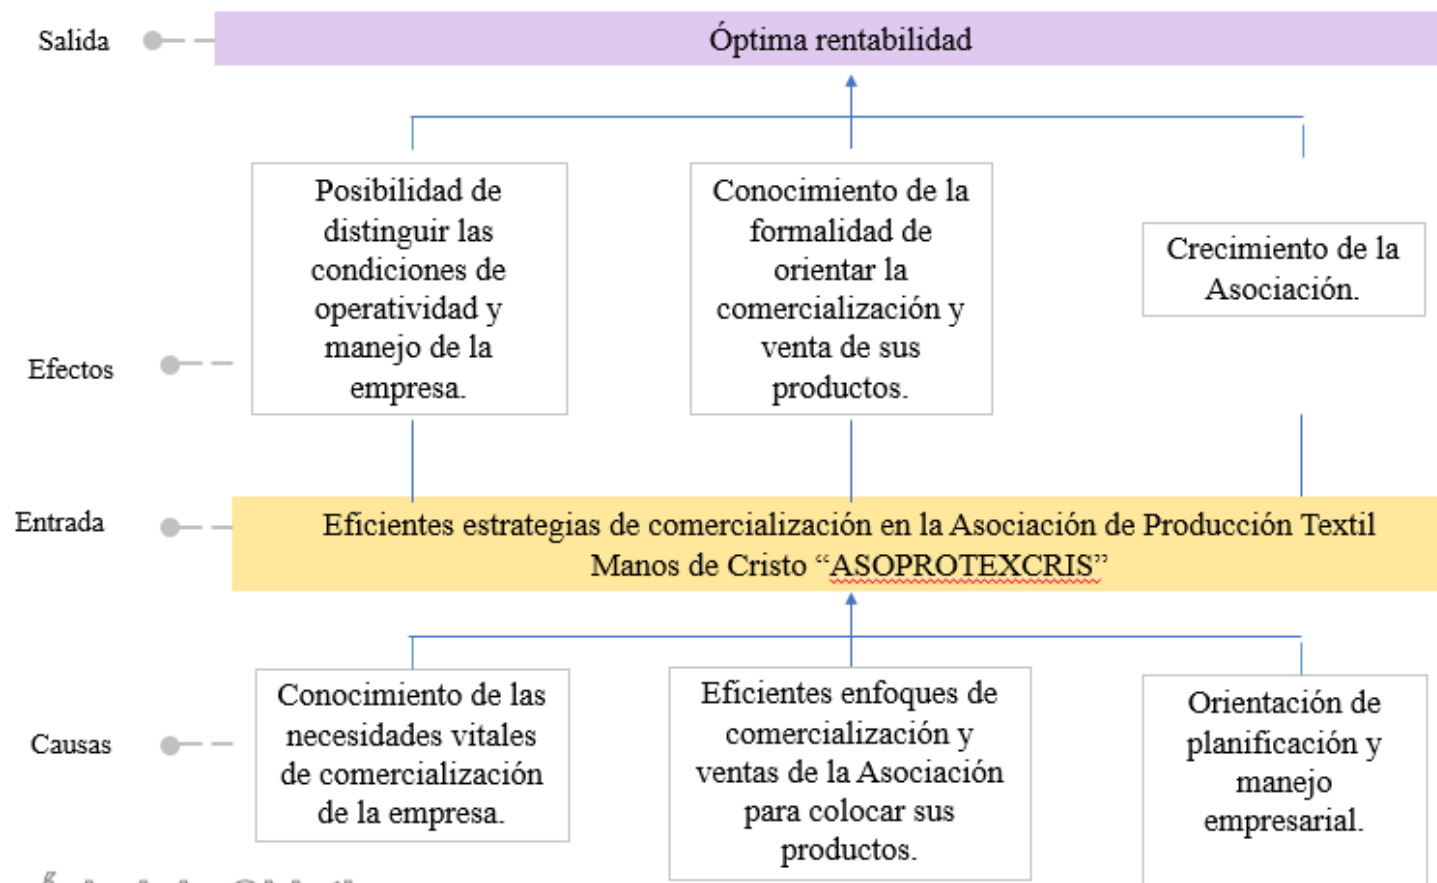 Salida
Óptima rentabilidad
Posibilidad de
distinguir las
condiciones de
operatividad y
manejo de la
empresa.
Conocimiento de la
formalidad de
orientar la
comercialización y
venta de sus
productos.
Crecimiento de la
Asociación.
Efectos
Entrada
Eficientes estrategias de comercialización en la Asociación de Producción Textil
Manos de Cristo “ASOPROTEXCRIS”
Causas
Conocimiento de las
necesidades vitales
de comercialización
de la empresa.
Eficientes enfoques de
comercialización y
ventas de la Asociación
para colocar sus
productos.
Orientación de
planificación y
manejo
empresarial.